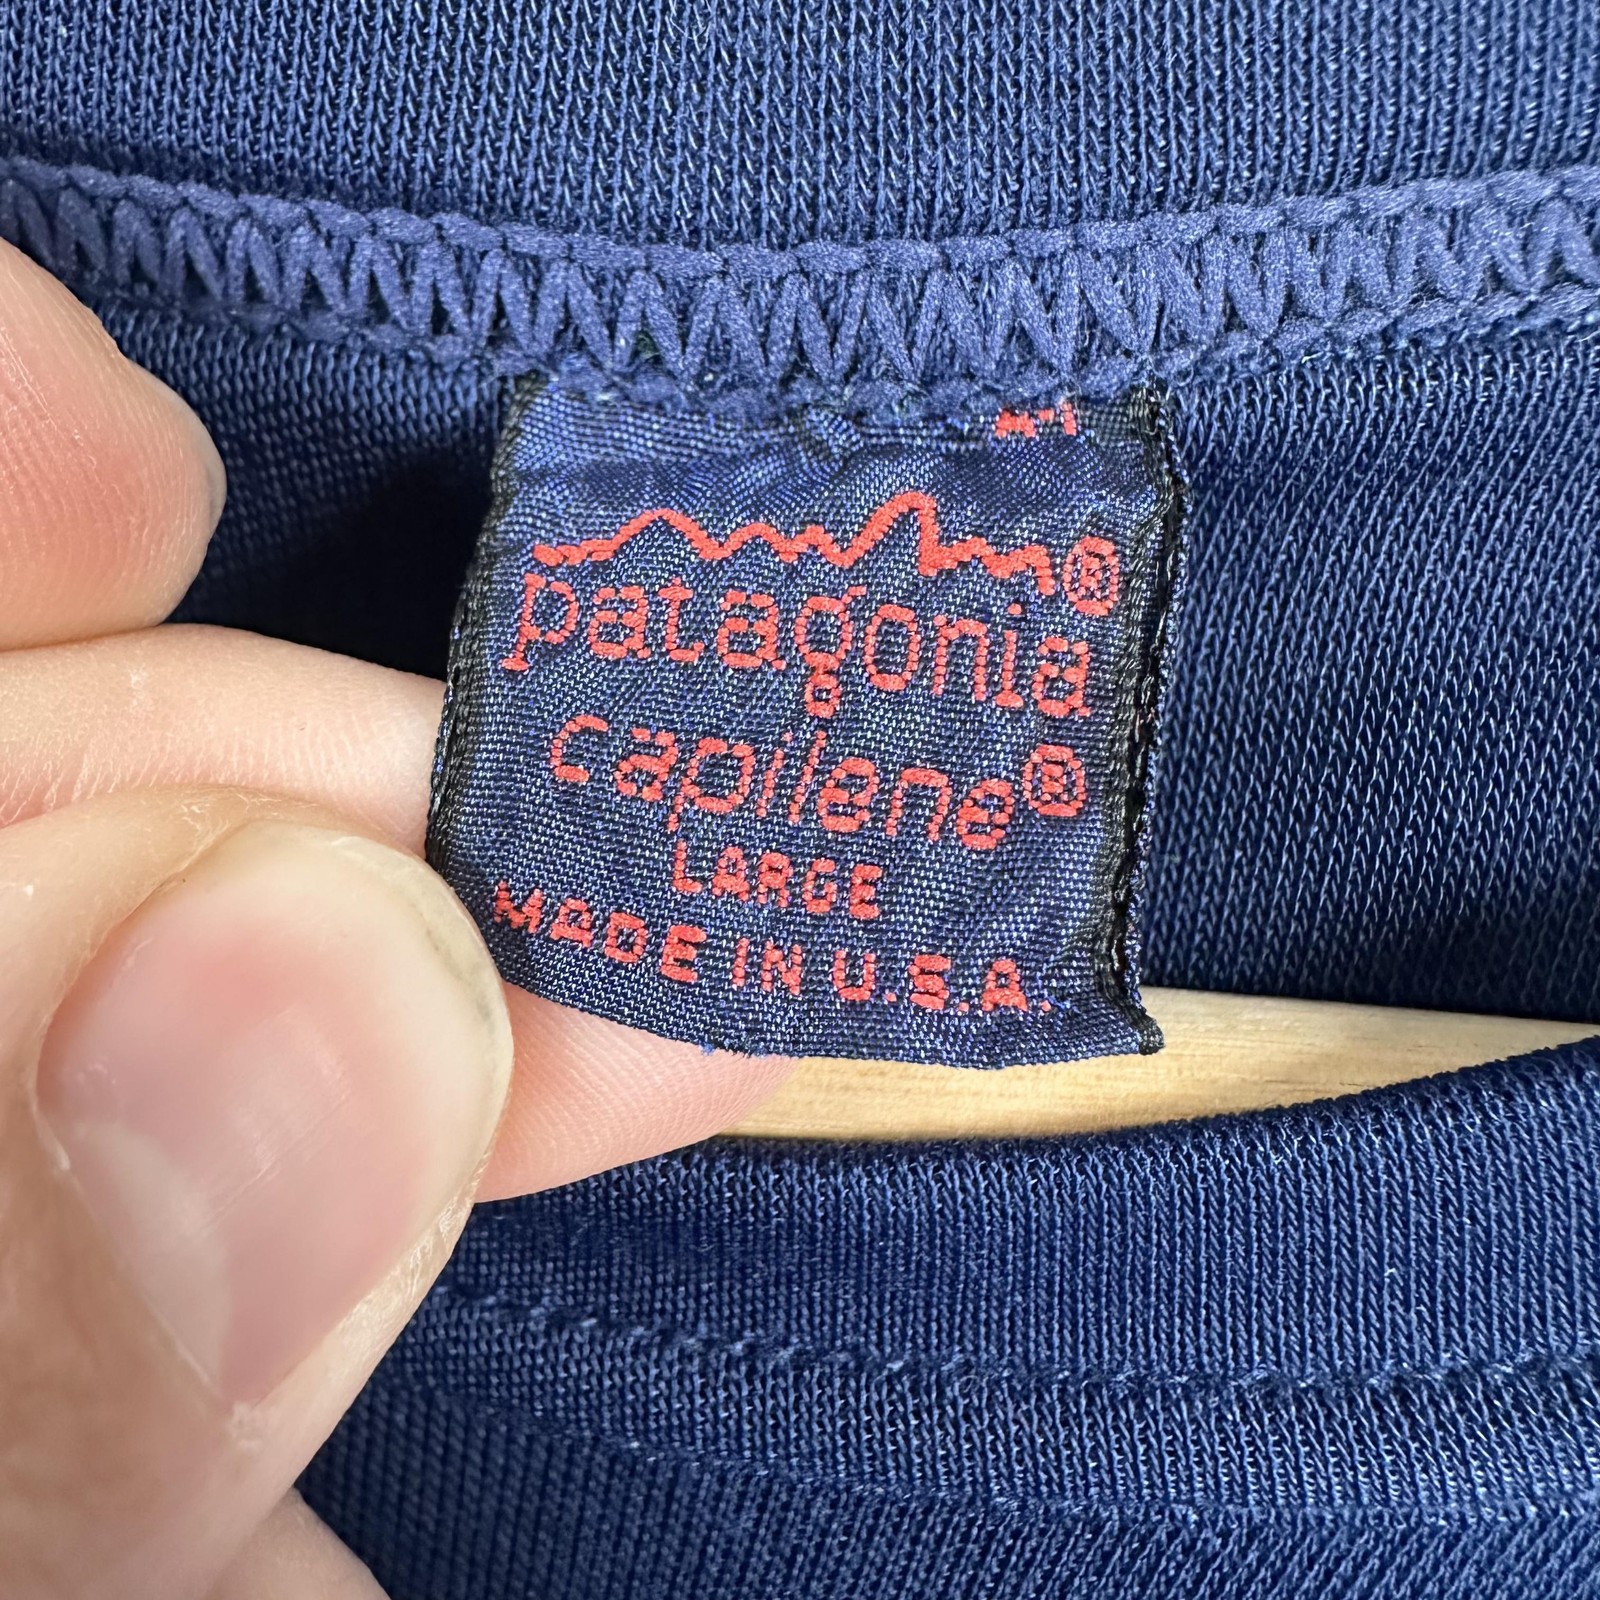 patagonia®
capilene®
LARGE
MADE IN U.S.A.